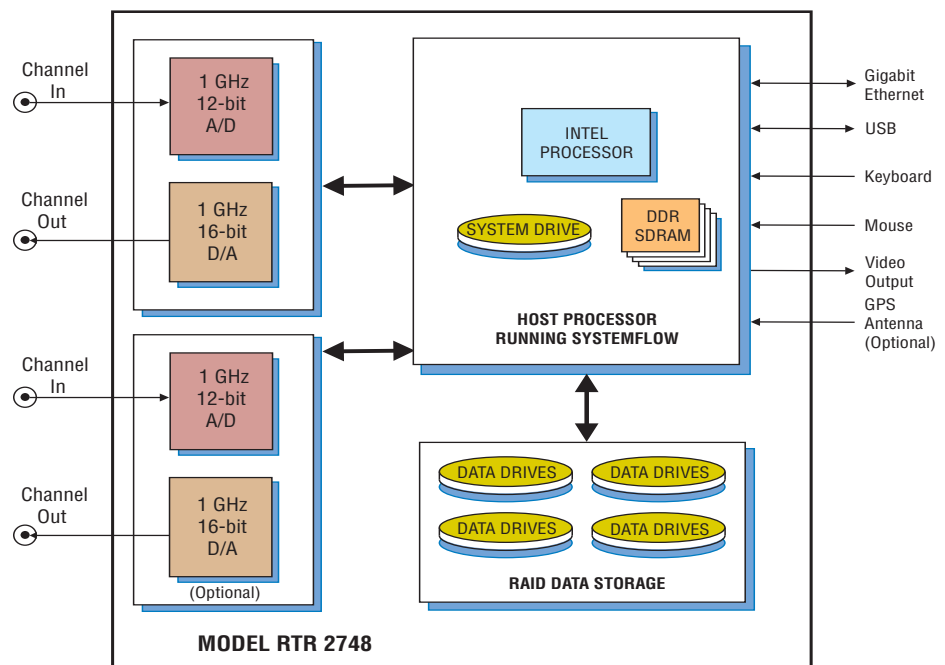 Channel
In
1 GHz
12-bit
A/D
Channel
Out
1 GHz
16-bit
D/A
Channel
In
1 GHz
12-bit
A/D
Channel
Out
1 GHz
16-bit
D/A
(Optional)
INTEL
PROCESSOR
SYSTEM DRIVE
DDR
SDRAM
HOST PROCESSOR
RUNNING SYSTEMFLOW
DATA DRIVES
DATA DRIVES
DATA DRIVES
DATA DRIVES
RAID DATA STORAGE
Gigabit
Ethernet
USB
Keyboard
Mouse
Video
Output
GPS
Antenna
(Optional)
MODEL RTR 2748